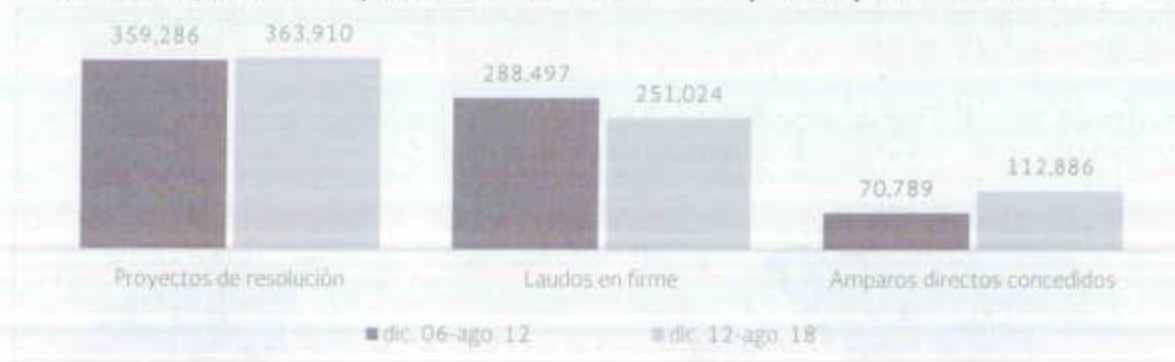 359,286
363,910
288,497
251,024
70,789
112,886
Proyectos de resolución
Laudos en firme
Amparos directos concedidos
dic. 06-ago. 12
dic. 12-ago. 18